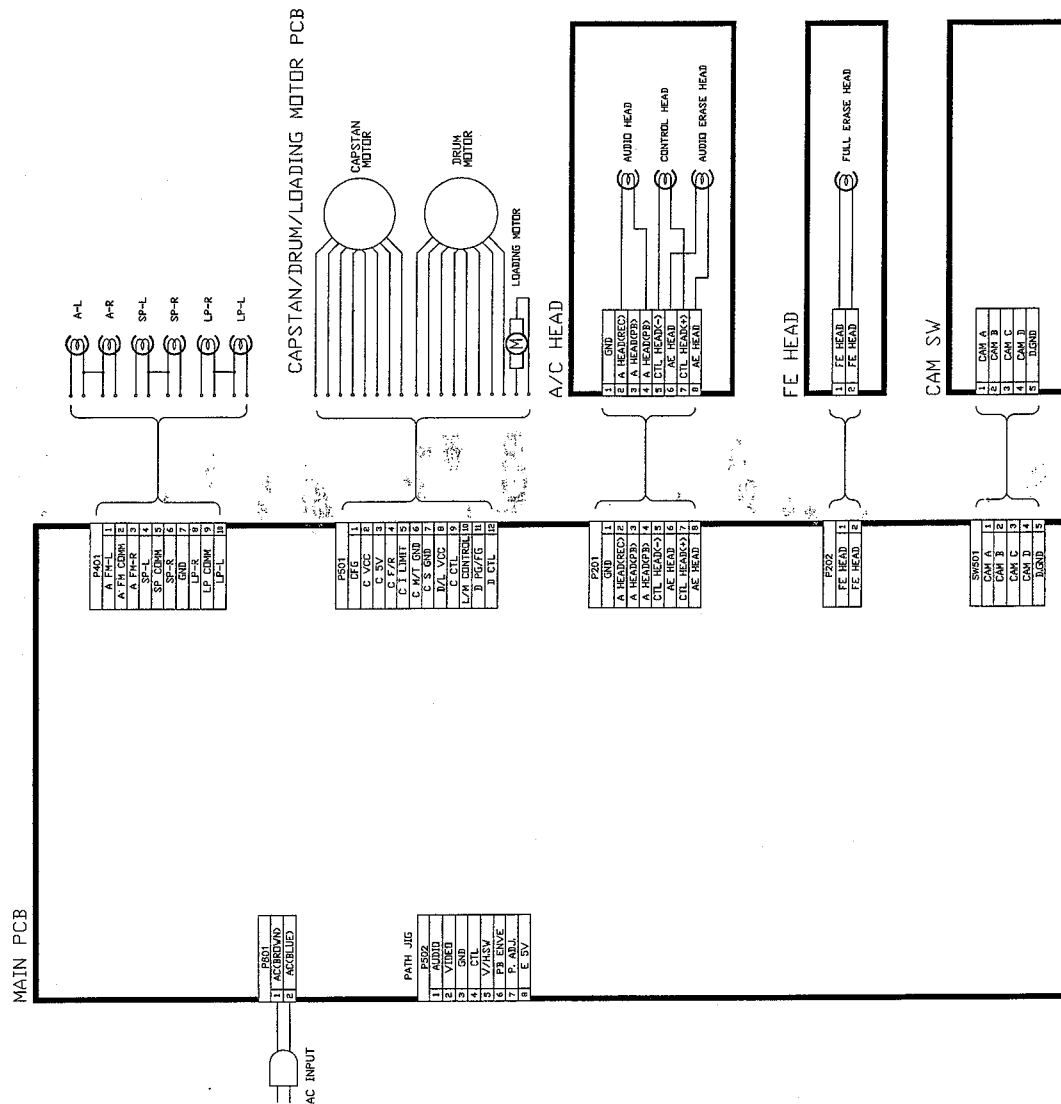 MAIN PCB
P801
1 AC(BROWN)
2 AC(BLUE)
AC INPUT
PATH JIG
P502
1 AUDIO
2 VIDEO
3 GND
4 CTL
5 V/H.SW
6 PB ENVE
7 P. ADJ.
8 E 5V
P401
A FM-L 1
A FM COMM 2
A FM-R 3
SP-L 4
SP COMM 5
SP-R 6
GND 7
LP-R 8
LP COMM 9
LP-L 10
A-L
A-R
SP-L
SP-R
LP-R
LP-L
P501
CFG 1
C VCC 2
C 5V 3
C F/R 4
C I LIMIT 5
C M/T GND 6
C S GND 7
D/L VCC 8
C CTL 9
L/M CONTROL 10
D PG/FG 11
D CTL 12
CAPSTAN/DRUM/LOADING MOTOR PCB
CAPSTAN
MOTOR
DRUM
MOTOR
M
LOADING MOTOR
P201
GND 1
A HEAD(REC) 2
A HEAD(PB) 3
A HEAD(PB) 4
CTL HEAD(-) 5
AE HEAD 6
CTL HEAD(+) 7
AE HEAD 8
A/C HEAD
1 GND
2 A HEAD(REC)
3 A HEAD(PB)
4 A HEAD(PB)
5 CTL HEAD(-)
6 AE HEAD
7 CTL HEAD(+)
8 AE HEAD
AUDIO HEAD
CONTROL HEAD
AUDIO ERASE HEAD
P202
FE HEAD 1
FE HEAD 2
FE HEAD
1 FE HEAD
2 FE HEAD
FULL ERASE HEAD
SW501
CAM A 1
CAM B 2
CAM C 3
CAM D 4
D.GND 5
CAM SW
1 CAM A
2 CAM B
3 CAM C
4 CAM D
5 D.GND